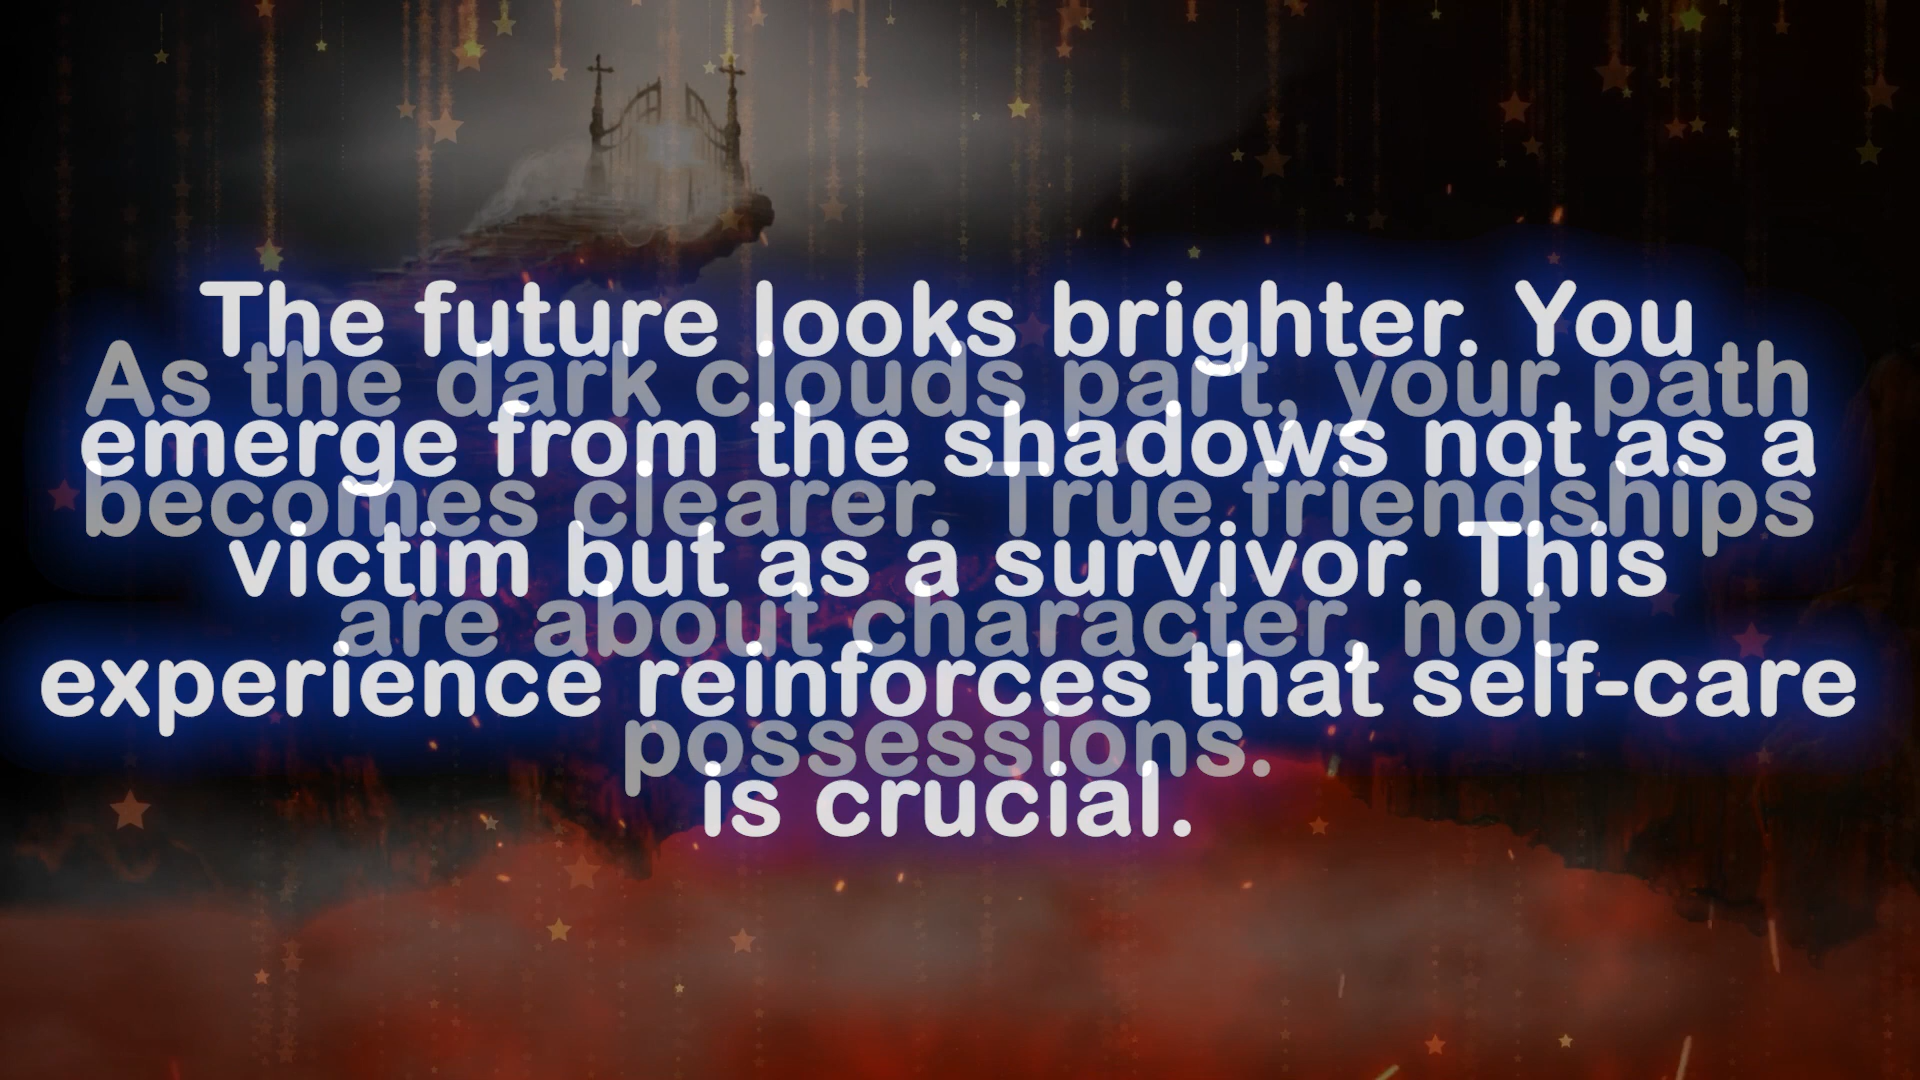 The future looks brighter. You
emerge from the shadows not as a
victim but as a survivor. This
experience reinforces that self-care
is crucial.
As the dark clouds part, your path
becomes clearer. True friendships
are about character, not
possessions.